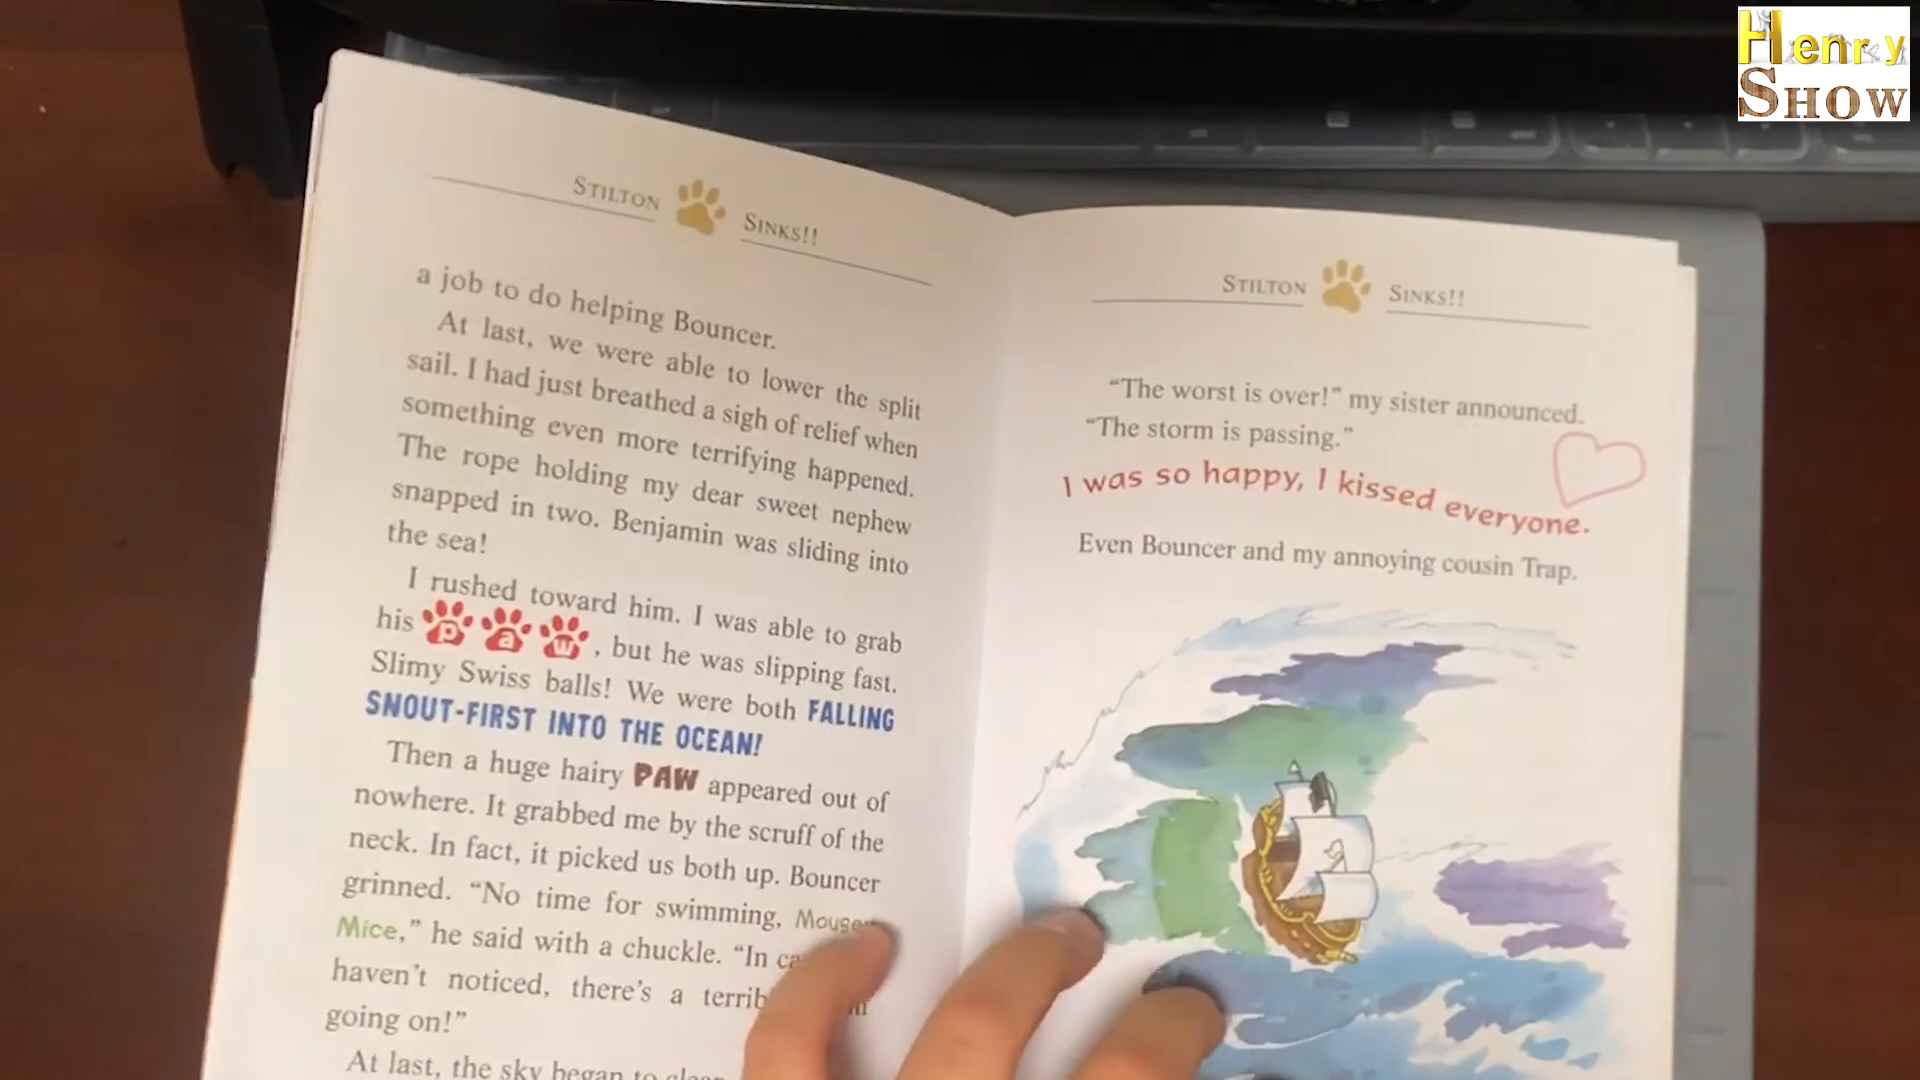 Henry
Show
Stilton Sinks!!
a job to do helping Bouncer.
At last, we were able to lower the split
sail. I had just breathed a sigh of relief when
something even more terrifying happened.
The rope holding my dear sweet nephew
snapped in two. Benjamin was sliding into
the sea!
I rushed toward him. I was able to grab
his paw, but he was slipping fast.
Slimy Swiss balls! We were both FALLING
SNOUT-FIRST INTO THE OCEAN!
Then a huge hairy PAW appeared out of
nowhere. It grabbed me by the scruff of the
neck. In fact, it picked us both up. Bouncer
grinned. “No time for swimming,
Mice,” he said with a chuckle. “In
haven’t noticed, there’s a
going on!”
At last, the sky began to
Stilton Sinks!!
“The worst is over!” my sister announced.
“The storm is passing.”
I was so happy, I kissed everyone.
Even Bouncer and my annoying cousin Trap.